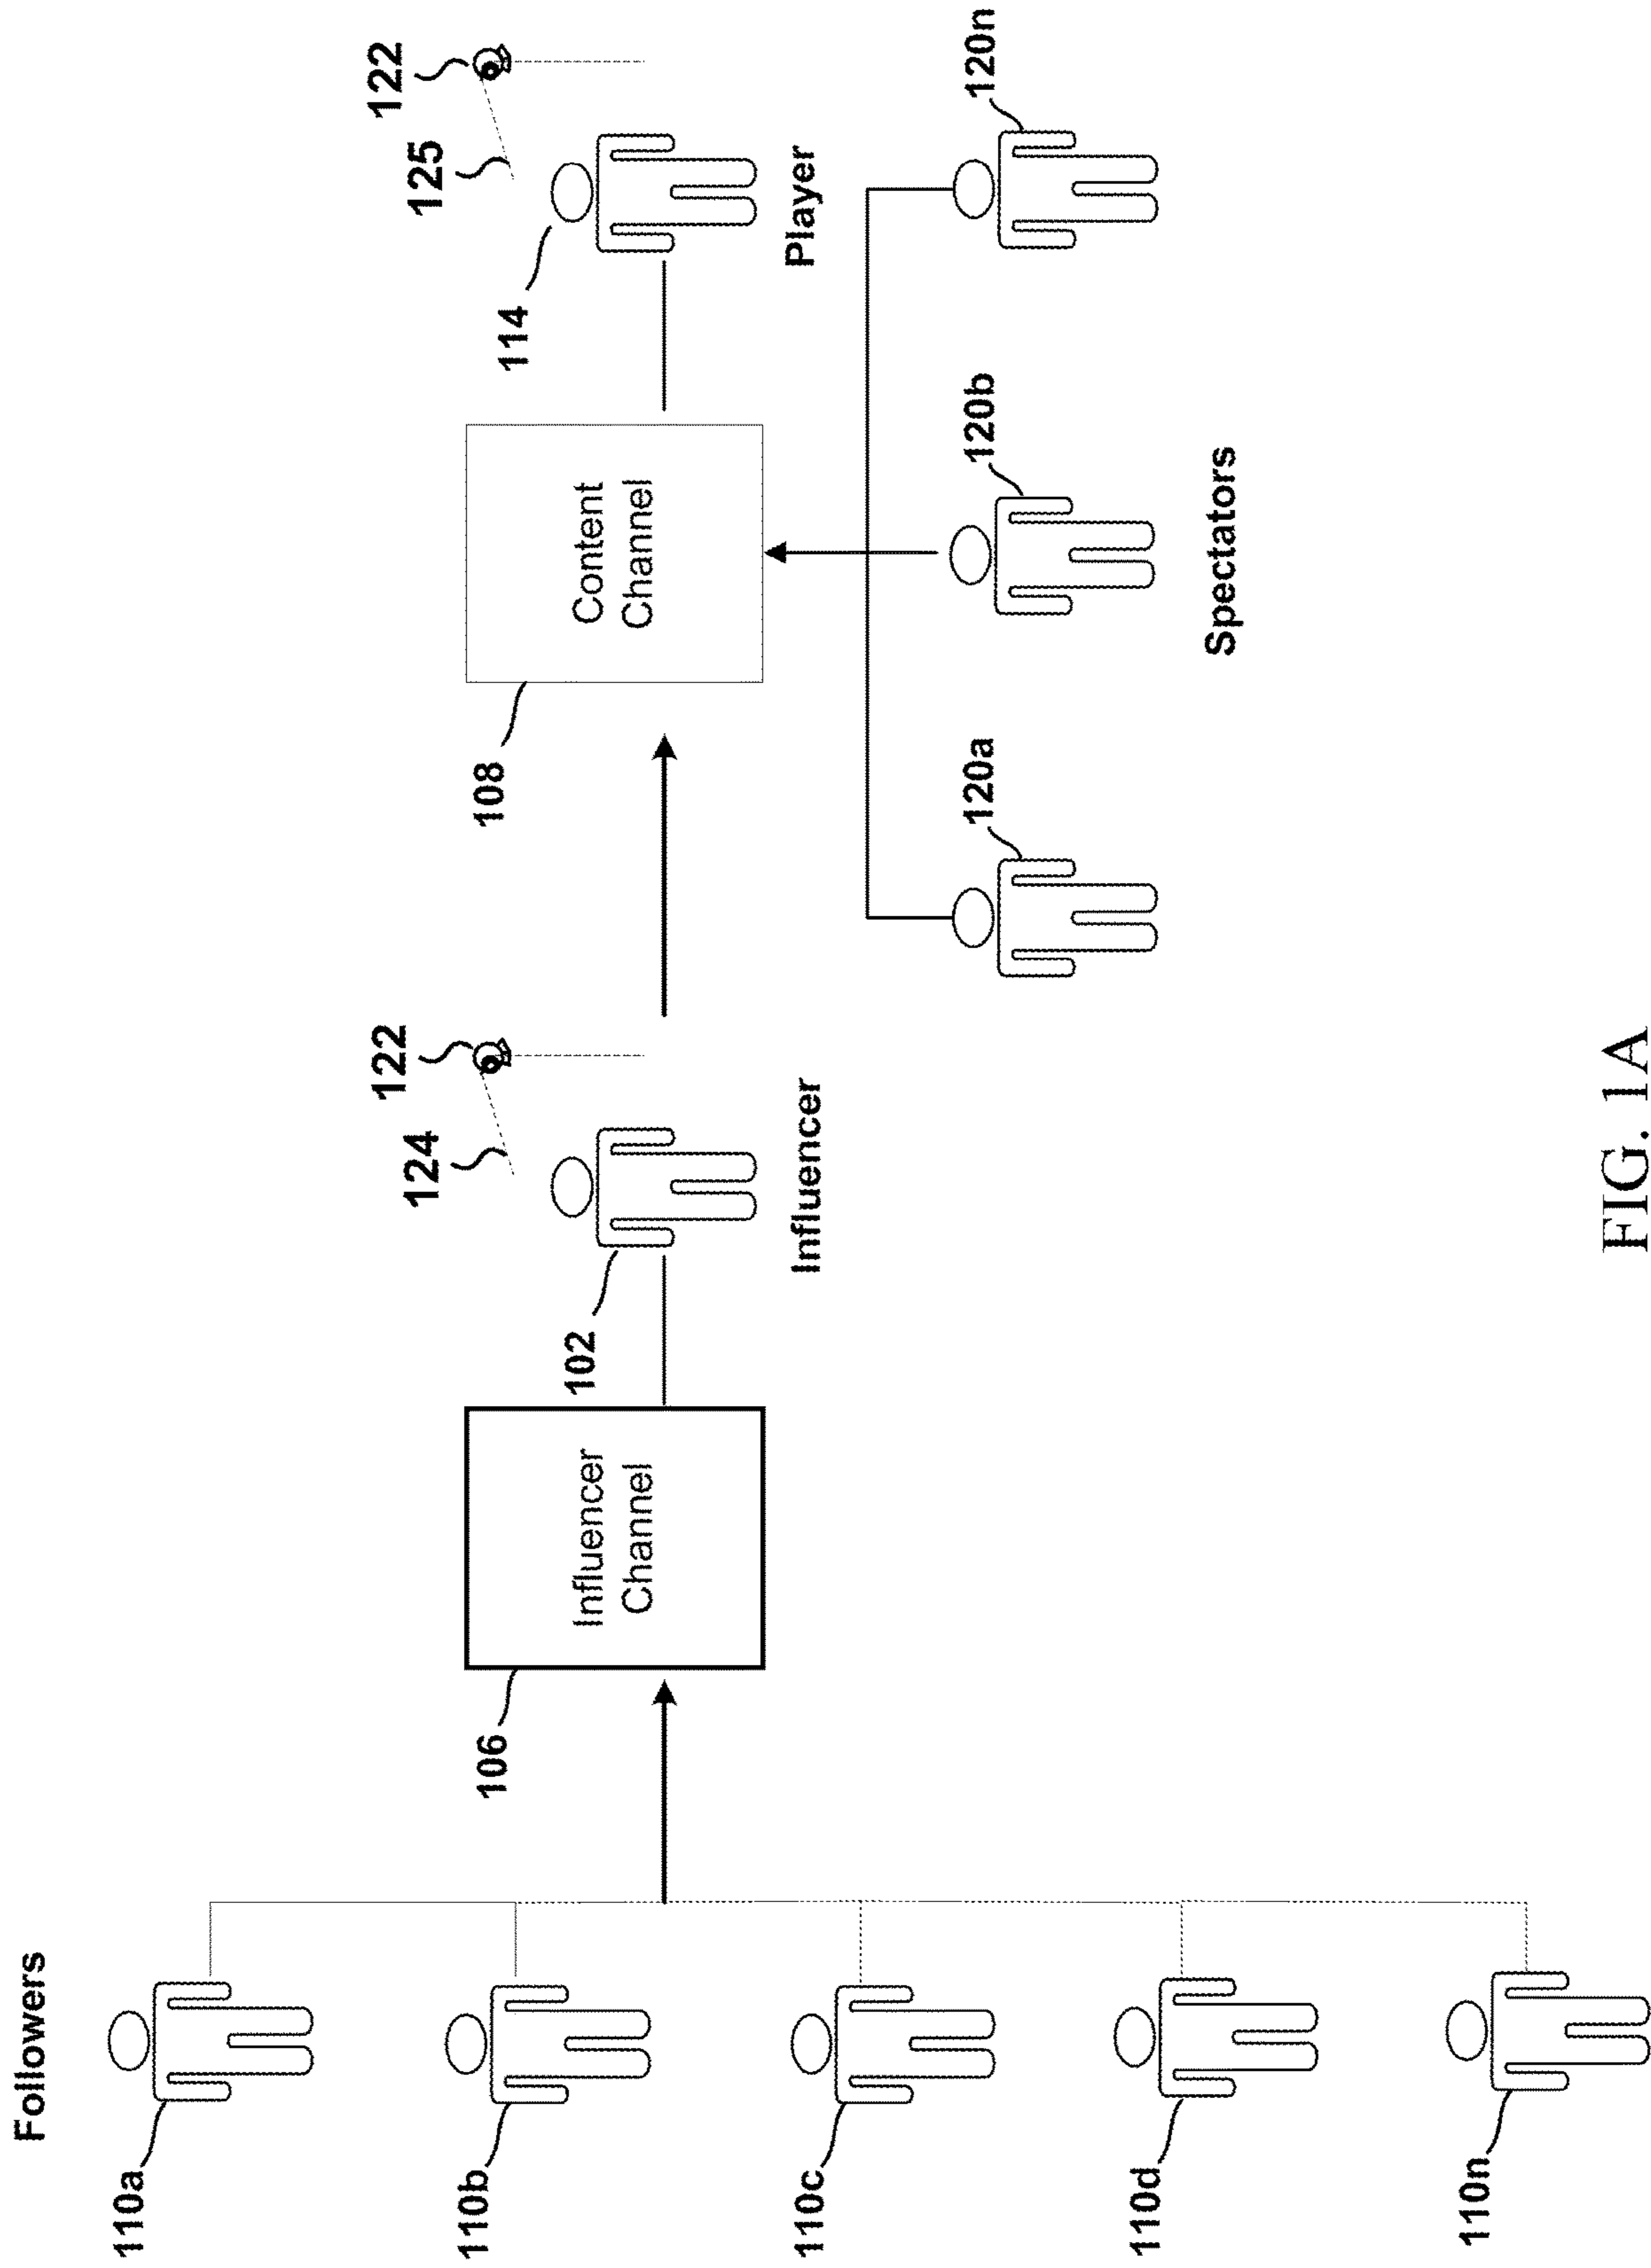 Followers
110a
110b
110c
110d
110n
106
Influencer
Channel
102
124
122
Influencer
108
Content
Channel
114
125
122
Player
120a
120b
120n
Spectators
FIG. 1A